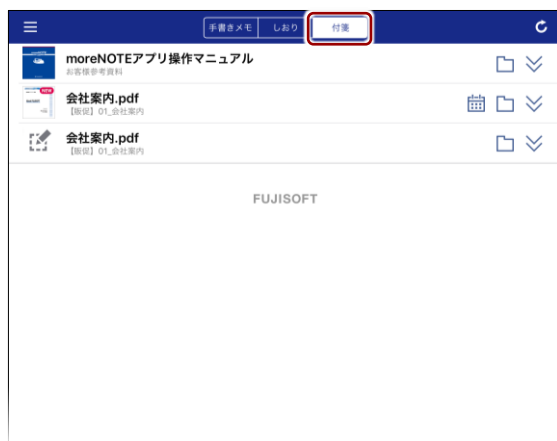 手書きメモ しおり 付箋
moreNOTEアプリ操作マニュアル
お客様参考資料
NEW
会社案内.pdf
【販促】01_会社案内
会社案内.pdf
【販促】01_会社案内
FUJISOFT